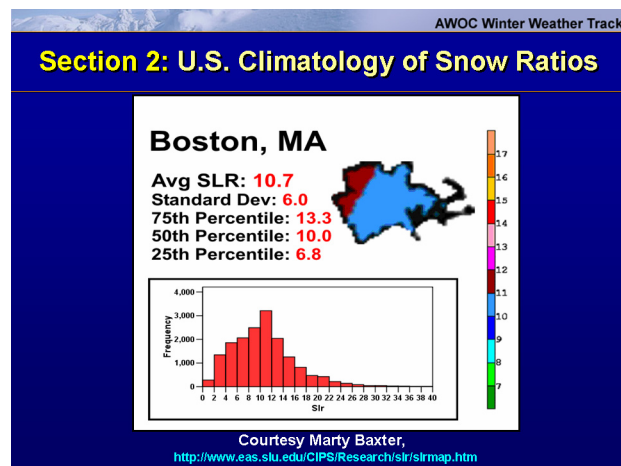 AWOC Winter Weather Track
Section 2: U.S. Climatology of Snow Ratios
Boston, MA
Avg SLR: 10.7
Standard Dev: 6.0
75th Percentile: 13.3
50th Percentile: 10.0
25th Percentile: 6.8
17
16
15
14
13
12
11
10
9
8
7
4,000
3,000
2,000
1,000
0
Frequency
0 2 4 6 8 10 12 14 16 18 20 22 24 26 28 30 32 34 36 38 40
Slr
Courtesy Marty Baxter,
http://www.eas.slu.edu/CIPS/Research/slr/slrmap.htm